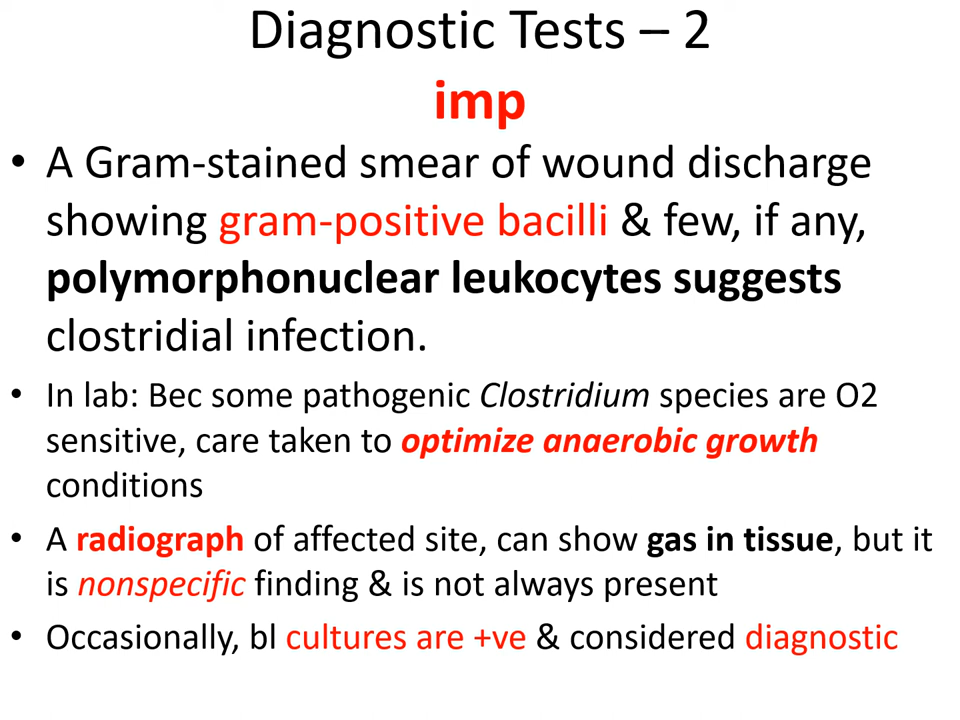 Diagnostic Tests – 2
imp
• A Gram-stained smear of wound discharge
showing gram-positive bacilli & few, if any,
polymorphonuclear leukocytes suggests
clostridial infection.
• In lab: Bec some pathogenic Clostridium species are O2
sensitive, care taken to optimize anaerobic growth
conditions
• A radiograph of affected site, can show gas in tissue, but it
is nonspecific finding & is not always present
• Occasionally, bl cultures are +ve & considered diagnostic